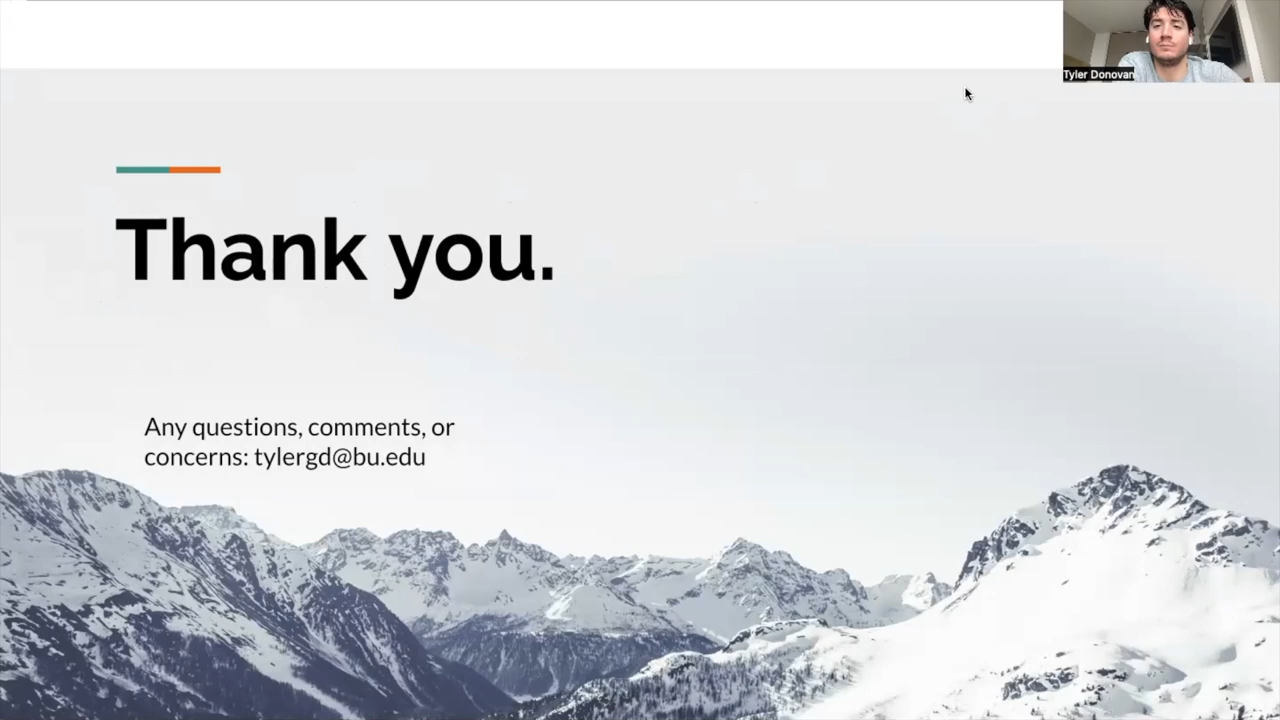 Tyler Donovan
Thank you.
Any questions, comments, or
concerns: tylergd@bu.edu